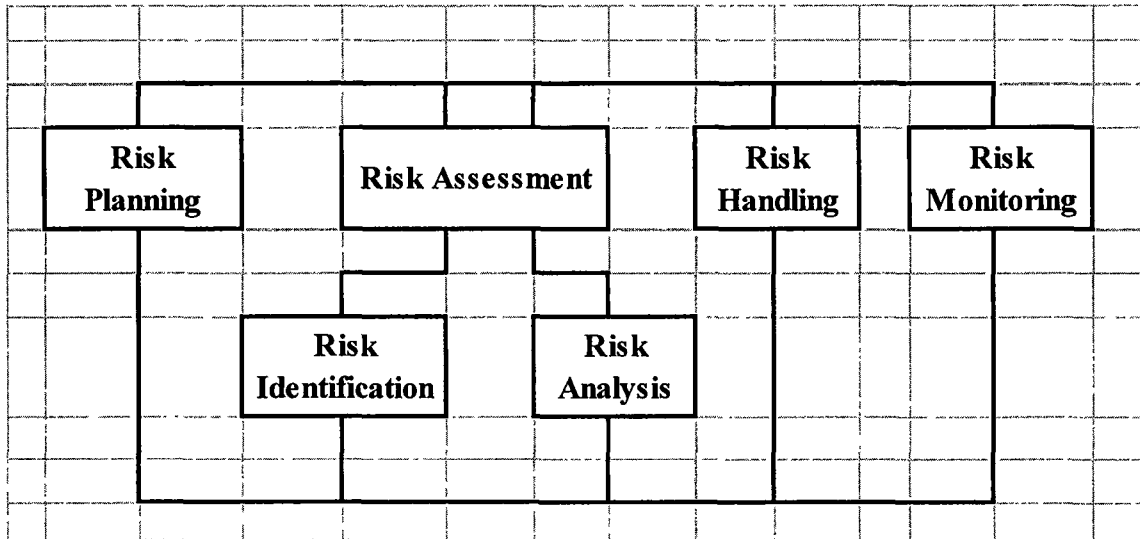 Risk
Planning
Risk Assessment
Risk
Handling
Risk
Monitoring
Risk
Identification
Risk
Analysis